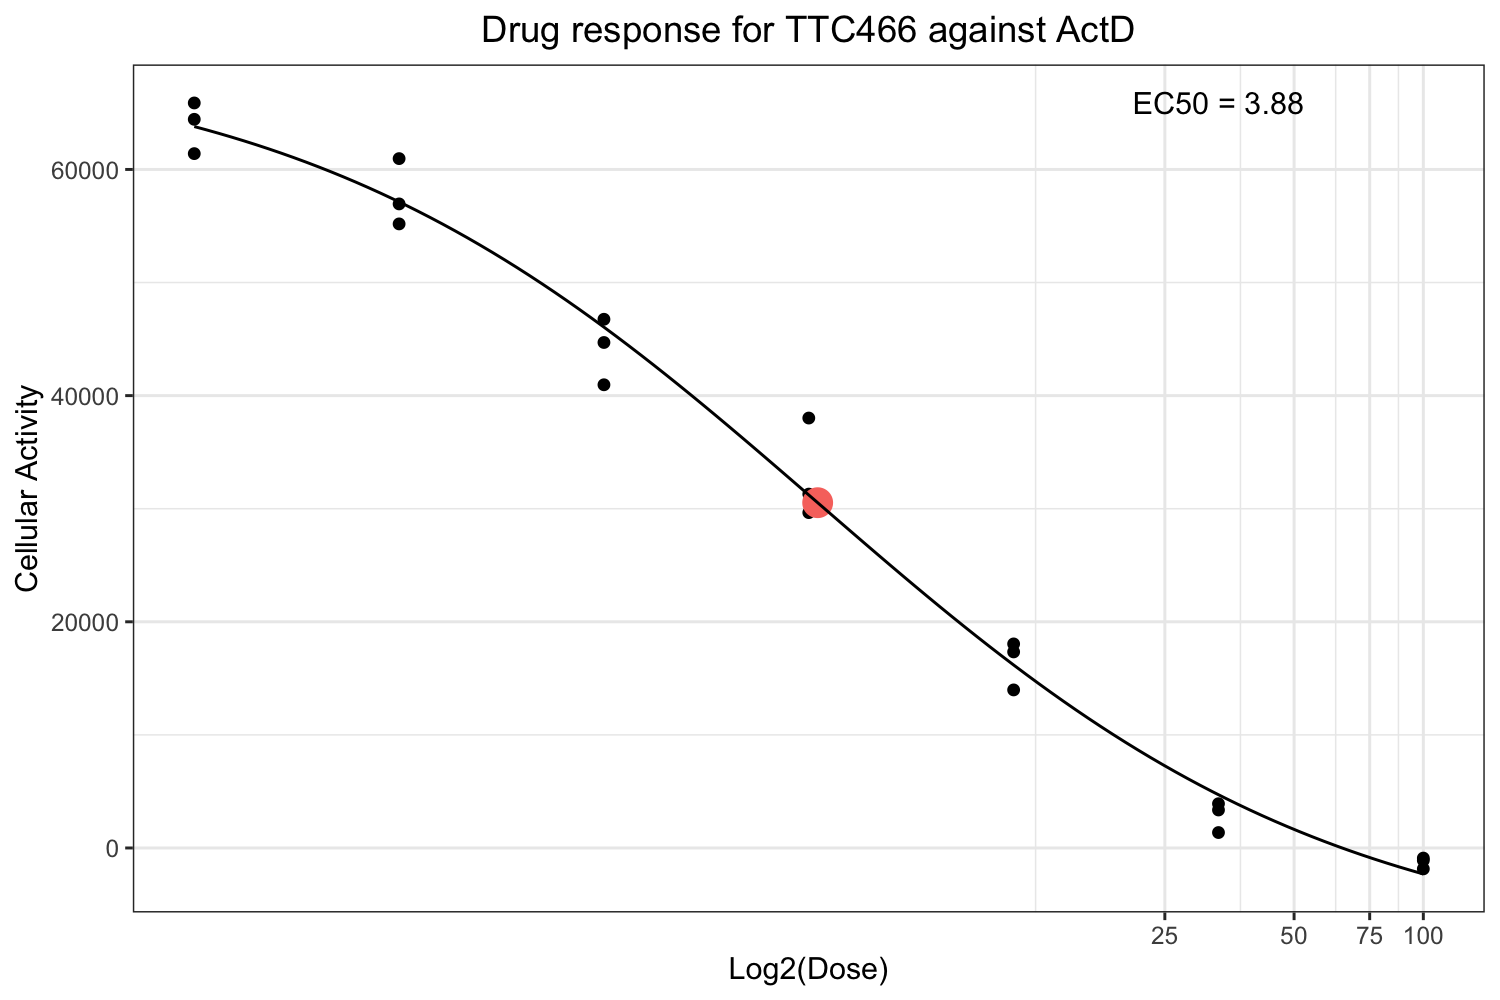 Drug response for TTC466 against ActD
EC50 = 3.88
Cellular Activity
60000
40000
20000
0
25 50 75 100
Log2(Dose)